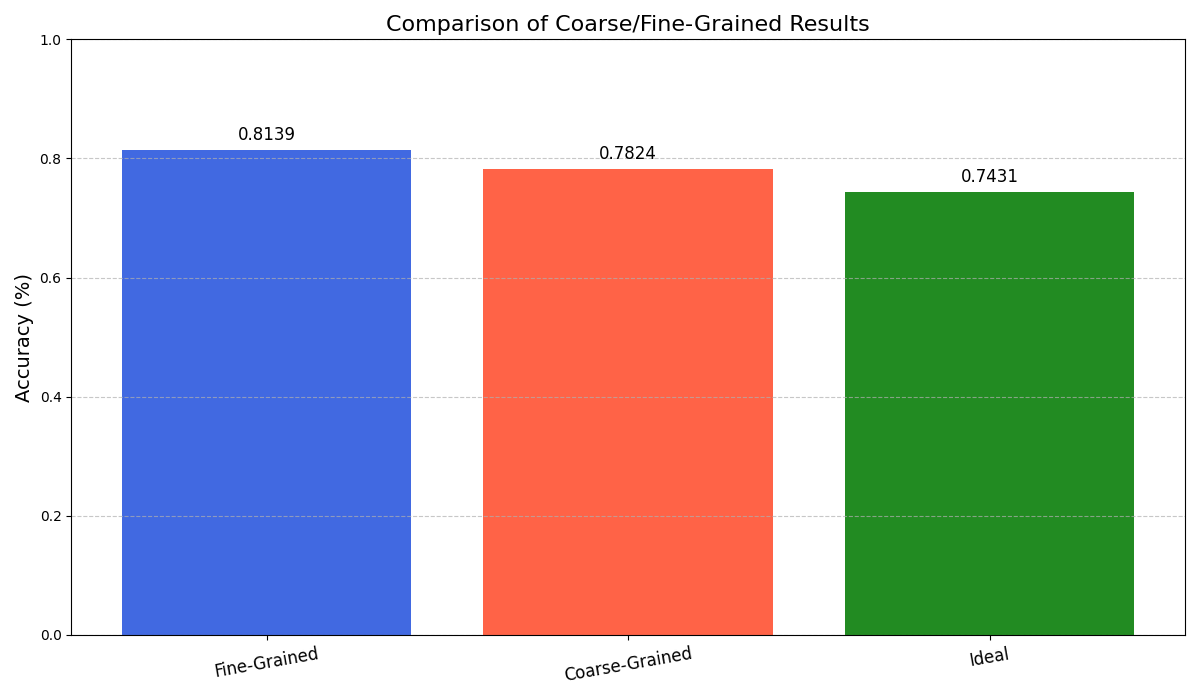 Comparison of Coarse/Fine-Grained Results
Accuracy (%)
1.0
0.8
0.6
0.4
0.2
0.0
0.8139
0.7824
0.7431
Fine-Grained
Coarse-Grained
Ideal